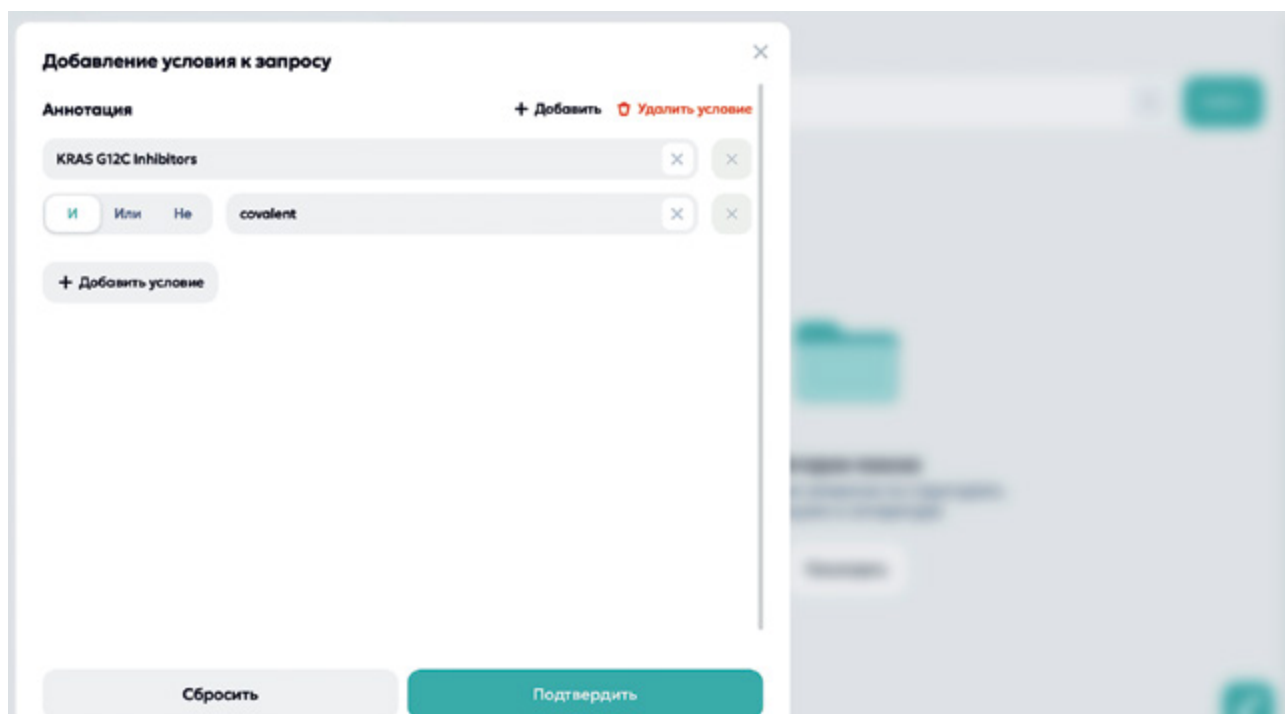 Добавление условия к запросу
Аннотация + Добавить Удалить условие
KRAS G12C Inhibitors
И Или Не covalent
+ Добавить условие
Сбросить Подтвердить